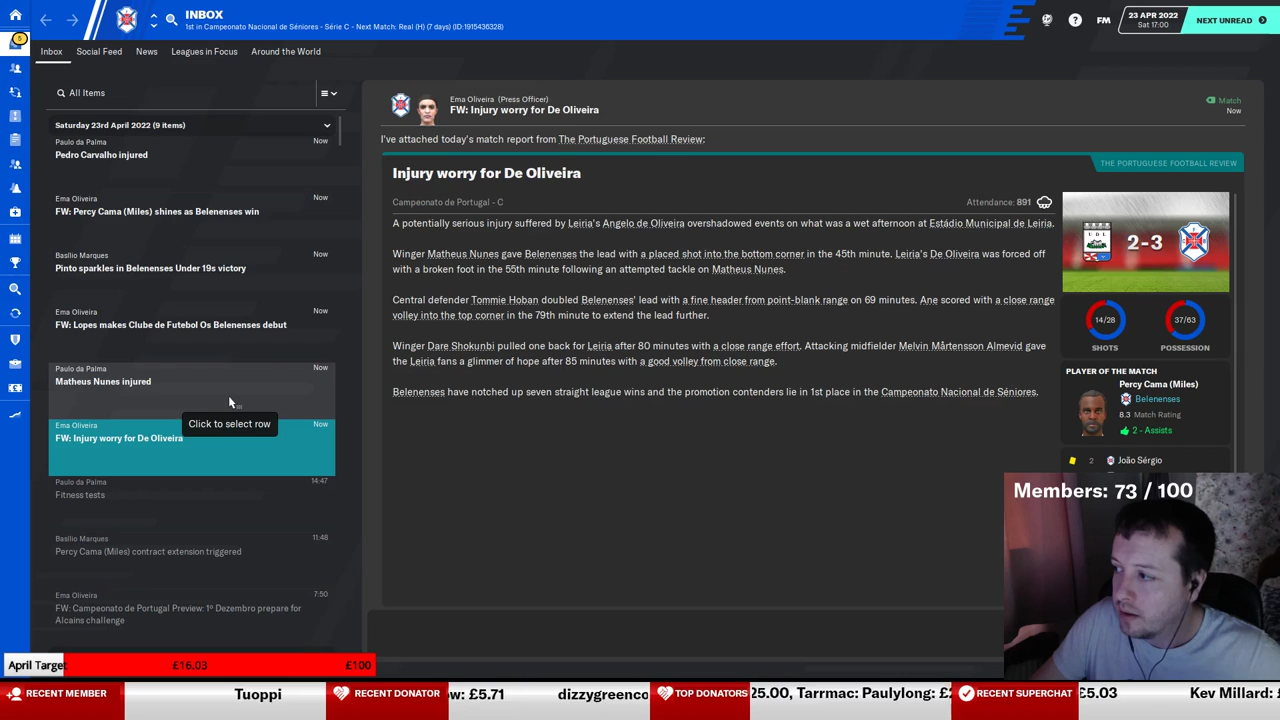 INBOX
1st in Campeonato Nacional de Séniores - Série C - Next Match: Real (H) (7 days) (ID:1915436328)
FM
23 APR 2022
Sat 17:00
NEXT UNREAD
5
Inbox
Social Feed
News
Leagues in Focus
Around the World
All Items
Saturday 23rd April 2022 (9 items)
Paulo da Palma
Now
Pedro Carvalho injured
Ema Oliveira
Now
FW: Percy Cama (Miles) shines as Belenenses win
Basílio Marques
Now
Pinto sparkles in Belenenses Under 19s victory
Ema Oliveira
Now
FW: Lopes makes Clube de Futebol Os Belenenses debut
Paulo da Palma
Now
Matheus Nunes injured
Click to select row
Ema Oliveira
Now
FW: Injury worry for De Oliveira
Paulo da Palma
14:47
Fitness tests
Basílio Marques
11:48
Percy Cama (Miles) contract extension triggered
Ema Oliveira
7:50
FW: Campeonato de Portugal Preview: 1º Dezembro prepare for
Alcains challenge
Ema Oliveira (Press Officer)
FW: Injury worry for De Oliveira
Match
Now
I've attached today's match report from The Portuguese Football Review:
THE PORTUGUESE FOOTBALL REVIEW
Injury worry for De Oliveira
Campeonato de Portugal - C
Attendance: 891
A potentially serious injury suffered by Leiria's Angelo de Oliveira overshadowed events on what was a wet afternoon at Estádio Municipal de Leiria.
Winger Matheus Nunes gave Belenenses the lead with a placed shot into the bottom corner in the 45th minute. Leiria's De Oliveira was forced off
with a broken foot in the 55th minute following an attempted tackle on Matheus Nunes.
Central defender Tommie Hoban doubled Belenenses' lead with a fine header from point-blank range on 69 minutes. Ane scored with a close range
volley into the top corner in the 79th minute to extend the lead further.
Winger Dare Shokunbi pulled one back for Leiria after 80 minutes with a close range effort. Attacking midfielder Melvin Mårtensson Almevid gave
the Leiria fans a glimmer of hope after 85 minutes with a good volley from close range.
Belenenses have notched up seven straight league wins and the promotion contenders lie in 1st place in the Campeonato Nacional de Séniores.
UDL
2-3
14/28
37/63
SHOTS
POSSESSION
PLAYER OF THE MATCH
Percy Cama (Miles)
Belenenses
8.3 Match Rating
2 - Assists
2 João Sérgio
Members: 73 / 100
April Target
£16.03
£100
RECENT MEMBER
Tuoppi
RECENT DONATOR
ow: £5.71
dizzygreenco
TOP DONATORS
25.00, Tarrmac: Paulylong: £
RECENT SUPERCHAT
£5.03
Kev Millard: £